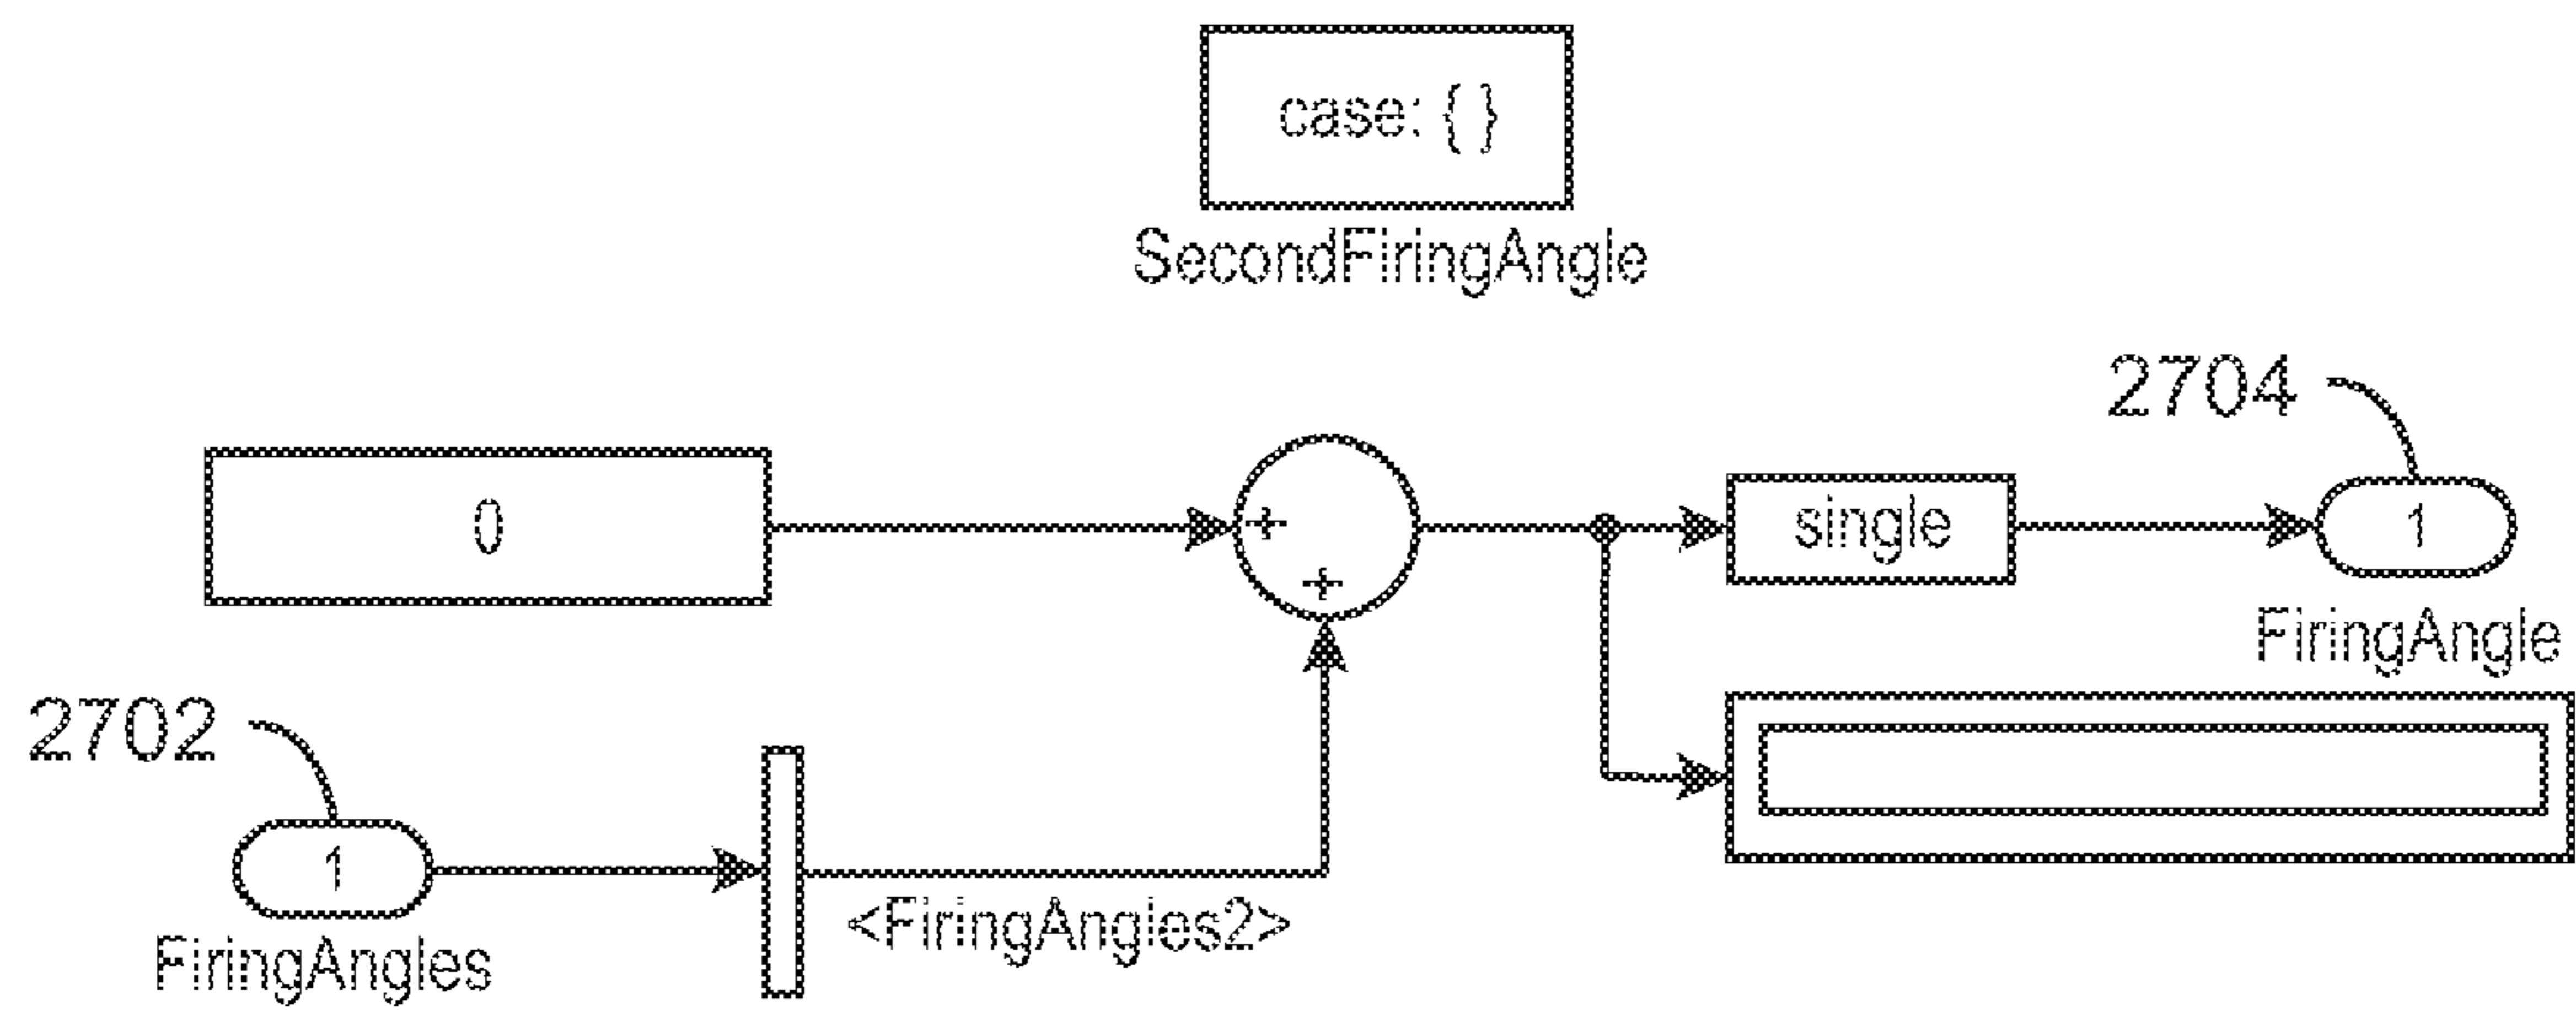 case: { }
SecondFiringAngle
2704
0
+
+
single
1
FiringAngle
2702
1
FiringAngles
<FiringAngles2>